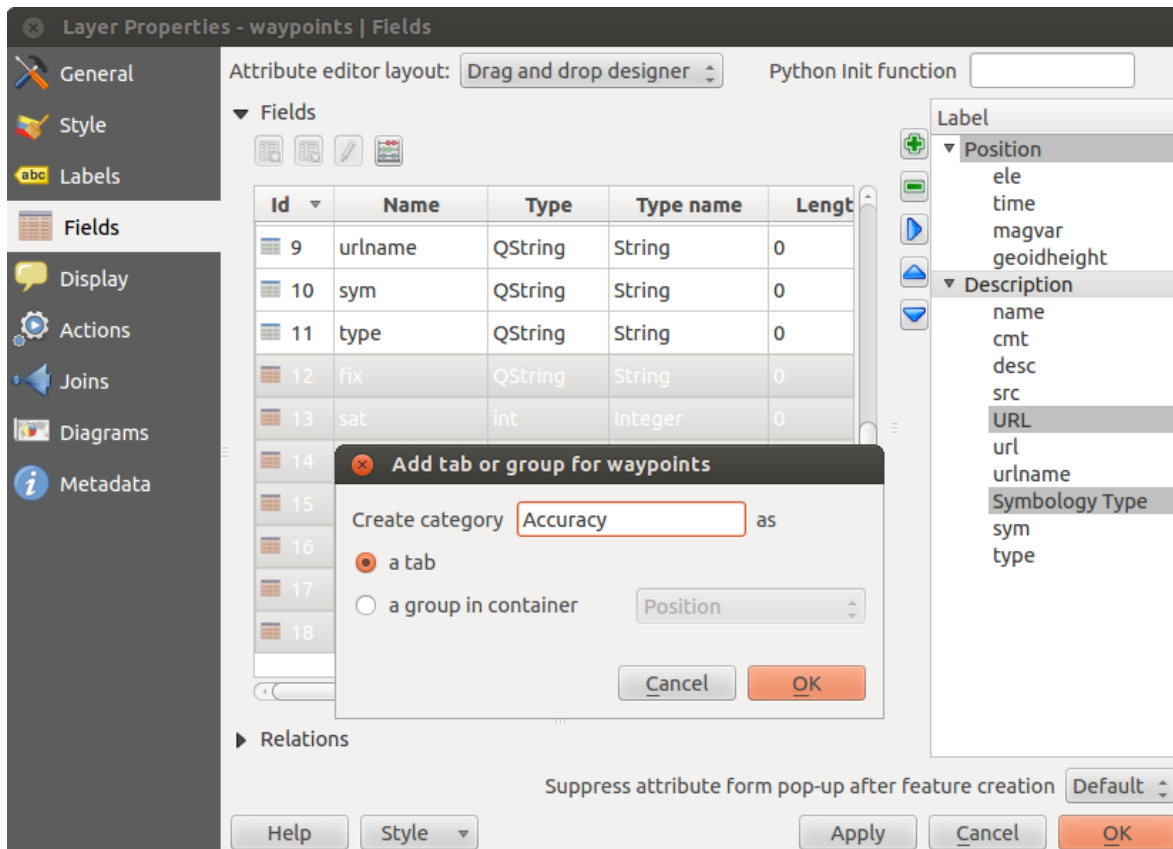 Layer Properties - waypoints | Fields
General
Style
abc Labels
Fields
Display
Actions
Joins
Diagrams
i Metadata
Attribute editor layout: Drag and drop designer Python Init function
Fields
Id Name Type Type name Lengt
9 urlname QString String 0
10 sym QString String 0
11 type QString String 0
12 fix QString String 0
13 sat int Integer 0
14
15
16
17
18
Label
Position
ele
time
magvar
geoidheight
Description
name
cmt
desc
src
URL
url
urlname
Symbology Type
sym
type
Add tab or group for waypoints
Create category Accuracy as
a tab
a group in container Position
Cancel OK
Relations
Suppress attribute form pop-up after feature creation Default
Help Style Apply Cancel OK